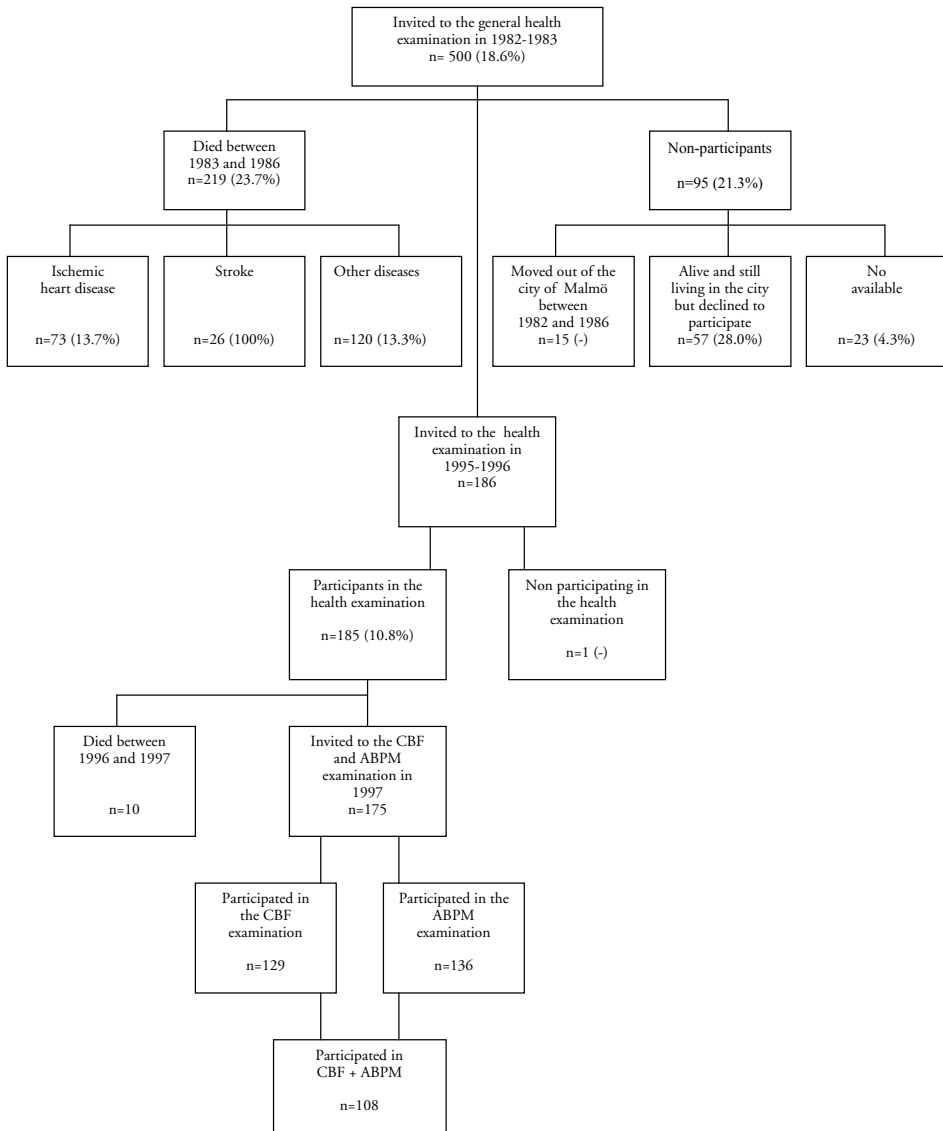 Invited to the general health
examination in 1982-1983
n= 500 (18.6%)
Died between
1983 and 1986
n=219 (23.7%)
Non-participants
n=95 (21.3%)
Ischemic
heart disease
n=73 (13.7%)
Stroke
n=26 (100%)
Other diseases
n=120 (13.3%)
Moved out of the
city of Malmö
between
1982 and 1986
n=15 (-)
Alive and still
living in the city
but declined to
participate
n=57 (28.0%)
No
available
n=23 (4.3%)
Invited to the health
examination in
1995-1996
n=186
Participants in the
health examination
n=185 (10.8%)
Non participating in
the health
examination
n=1 (-)
Died between
1996 and 1997
n=10
Invited to the CBF
and ABPM
examination in
1997
n=175
Participated in
the CBF
examination
n=129
Participated in the
ABPM
examination
n=136
Participated in
CBF + ABPM
n=108